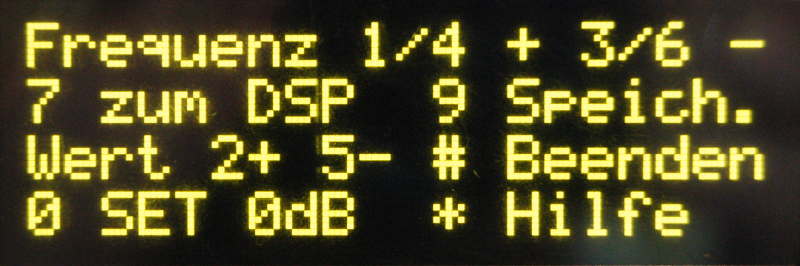 Frequenz 1/4 + 3/6 -
7 zum DSP 9 Speich.
Wert 2+ 5- # Beenden
0 SET 0dB * Hilfe